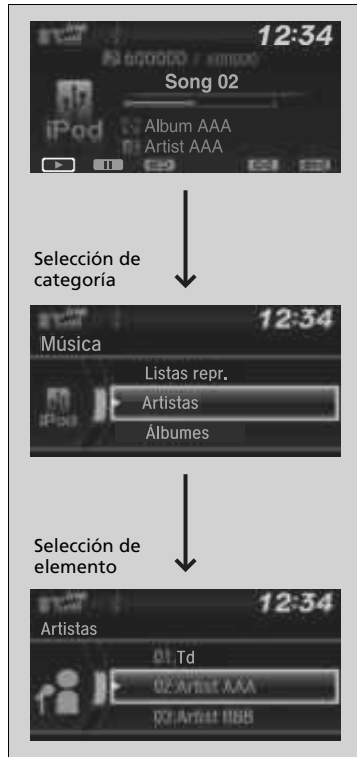 12:34
Song 02
iPod
Album AAA
Artist AAA
Selección de
categoría
12:34
Música
Listas repr.
Artistas
iPod
Álbumes
Selección de
elemento
12:34
Artistas
01:Td
02:Artist AAA
03:Artist BBB